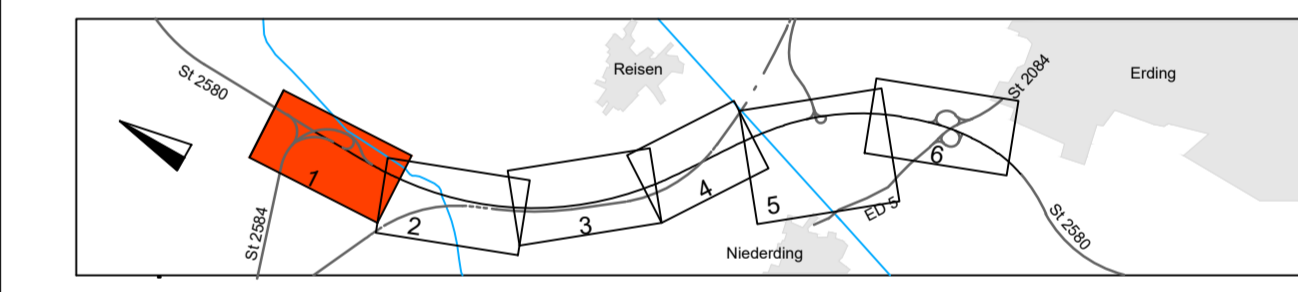 St 2580
Reisen
St 2084
Erding
1
6
4
St 2584
2
3
5
ED 5
St 2580
Niederding